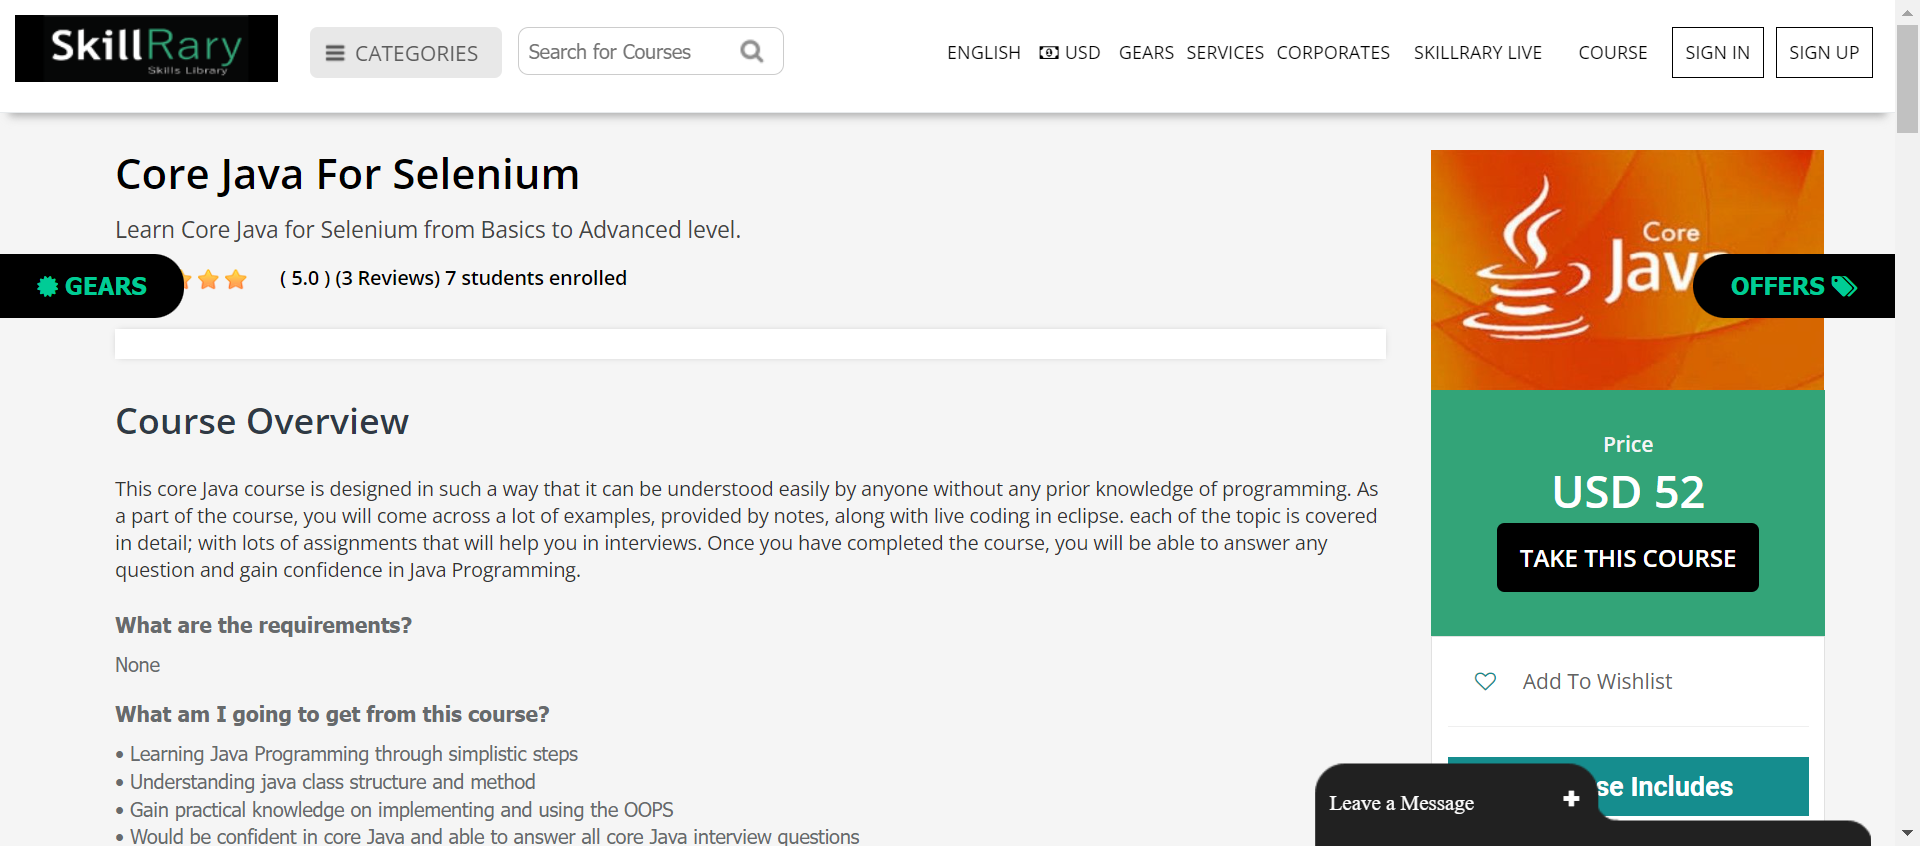 SkillRary
Skills Library
CATEGORIES
Search for Courses
ENGLISH
USD
GEARS
SERVICES
CORPORATES
SKILLRARY LIVE
COURSE
SIGN IN
SIGN UP
Core Java For Selenium
Learn Core Java for Selenium from Basics to Advanced level.
GEARS
( 5.0 ) (3 Reviews) 7 students enrolled
Core
Java
OFFERS
Course Overview
This core Java course is designed in such a way that it can be understood easily by anyone without any prior knowledge of programming. As
a part of the course, you will come across a lot of examples, provided by notes, along with live coding in eclipse. each of the topic is covered
in detail; with lots of assignments that will help you in interviews. Once you have completed the course, you will be able to answer any
question and gain confidence in Java Programming.
What are the requirements?
None
What am I going to get from this course?
• Learning Java Programming through simplistic steps
• Understanding java class structure and method
• Gain practical knowledge on implementing and using the OOPS
• Would be confident in core Java and able to answer all core Java interview questions
Price
USD 52
TAKE THIS COURSE
Add To Wishlist
se Includes
Leave a Message